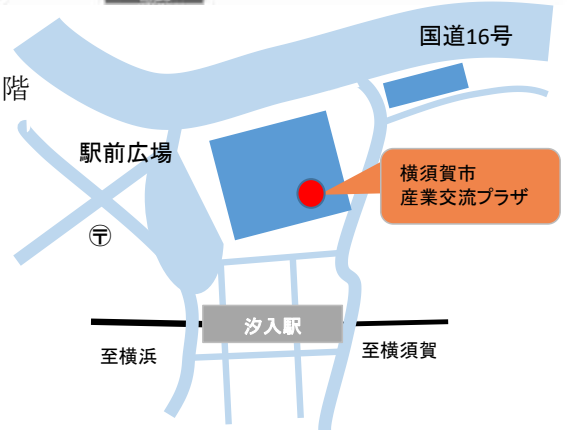 国道16号
階
駅前広場
横須賀市
産業交流プラザ
〒
汐入駅
至横浜
至横須賀